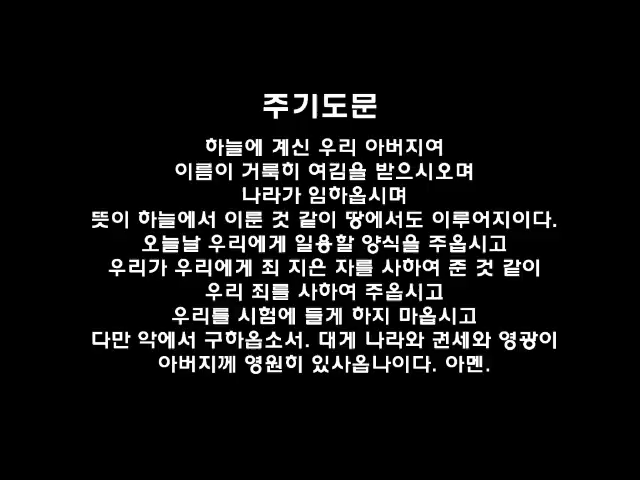 주기도문
하늘에 계신 우리 아버지여
이름이 거룩히 여김을 받으시오며
나라가 임하옵시며
뜻이 하늘에서 이룬 것 같이 땅에서도 이루어지이다.
오늘날 우리에게 일용할 양식을 주옵시고
우리가 우리에게 죄 지은 자를 사하여 준 것 같이
우리 죄를 사하여 주옵시고
우리를 시험에 들게 하지 마옵시고
다만 악에서 구하옵소서. 대게 나라와 권세와 영광이
아버지께 영원히 있사옵나이다. 아멘.